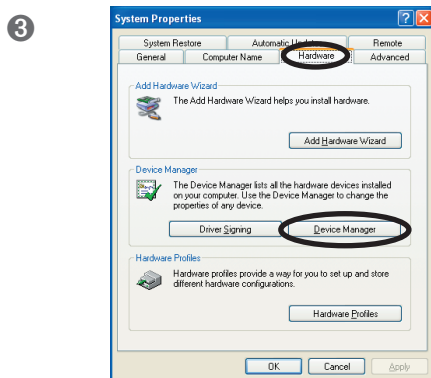 3
System Properties
System Restore Automatic Remote
General Computer Name Hardware Advanced
Add Hardware Wizard
The Add Hardware Wizard helps you install hardware.
Add Hardware Wizard
Device Manager
The Device Manager lists all the hardware devices installed
on your computer. Use the Device Manager to change the
properties of any device.
Driver Signing Device Manager
Hardware Profiles
Hardware profiles provide a way for you to set up and store
different hardware configurations.
Hardware Profiles
OK Cancel Apply